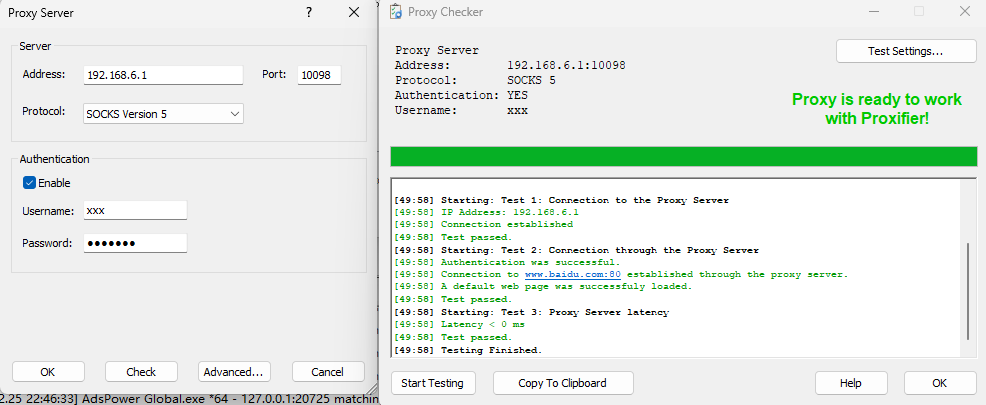 Proxy Server
Server
Address: 192.168.6.1 Port: 10098
Protocol: SOCKS Version 5
Authentication
Enable
Username: xxx
Password: ●●●●●●●
OK Check Advanced... Cancel
2.25 22:46:33] AdsPower Global.exe *64 - 127.0.0.1:20725 matchin
Proxy Checker
Proxy Server
Address: 192.168.6.1:10098
Protocol: SOCKS 5
Authentication: YES
Username: xxx
Test Settings...
Proxy is ready to work
with Proxifier!
[49:58] Starting: Test 1: Connection to the Proxy Server
[49:58] IP Address: 192.168.6.1
[49:58] Connection established
[49:58] Test passed.
[49:58] Starting: Test 2: Connection through the Proxy Server
[49:58] Authentication was successful.
[49:58] Connection to www.baidu.com:80 established through the proxy server.
[49:58] A default web page was successfuly loaded.
[49:58] Test passed.
[49:58] Starting: Test 3: Proxy Server latency
[49:58] Latency < 0 ms
[49:58] Test passed.
[49:58] Testing Finished.
Start Testing Copy To Clipboard Help OK